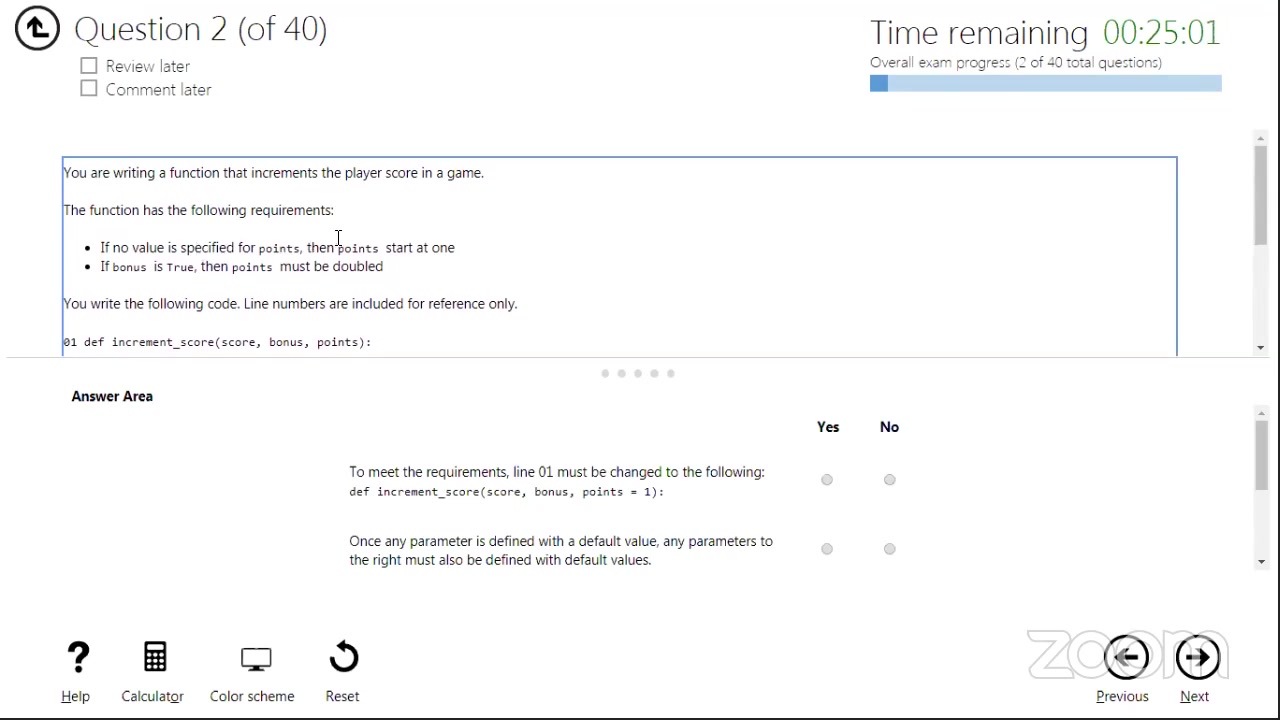 Question 2 (of 40)
Time remaining 00:25:01
Review later
Overall exam progress (2 of 40 total questions)
Comment later
You are writing a function that increments the player score in a game.
The function has the following requirements:
• If no value is specified for points, then points start at one
• If bonus is True, then points must be doubled
You write the following code. Line numbers are included for reference only.
01 def increment_score(score, bonus, points):
Answer Area
Yes No
To meet the requirements, line 01 must be changed to the following:
def increment_score(score, bonus, points = 1):
Once any parameter is defined with a default value, any parameters to
the right must also be defined with default values.
zoom
Help Calculator Color scheme Reset Previous Next